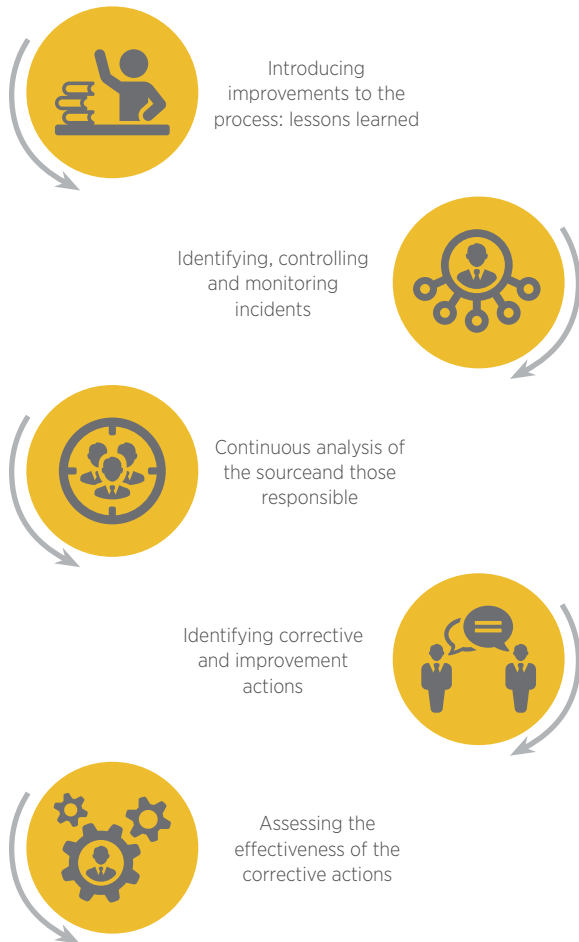 Introducing
improvements to the
process: lessons learned
Identifying, controlling
and monitoring
incidents
Continuous analysis of
the sourceand those
responsible
Identifying corrective
and improvement
actions
Assessing the
effectiveness of the
corrective actions